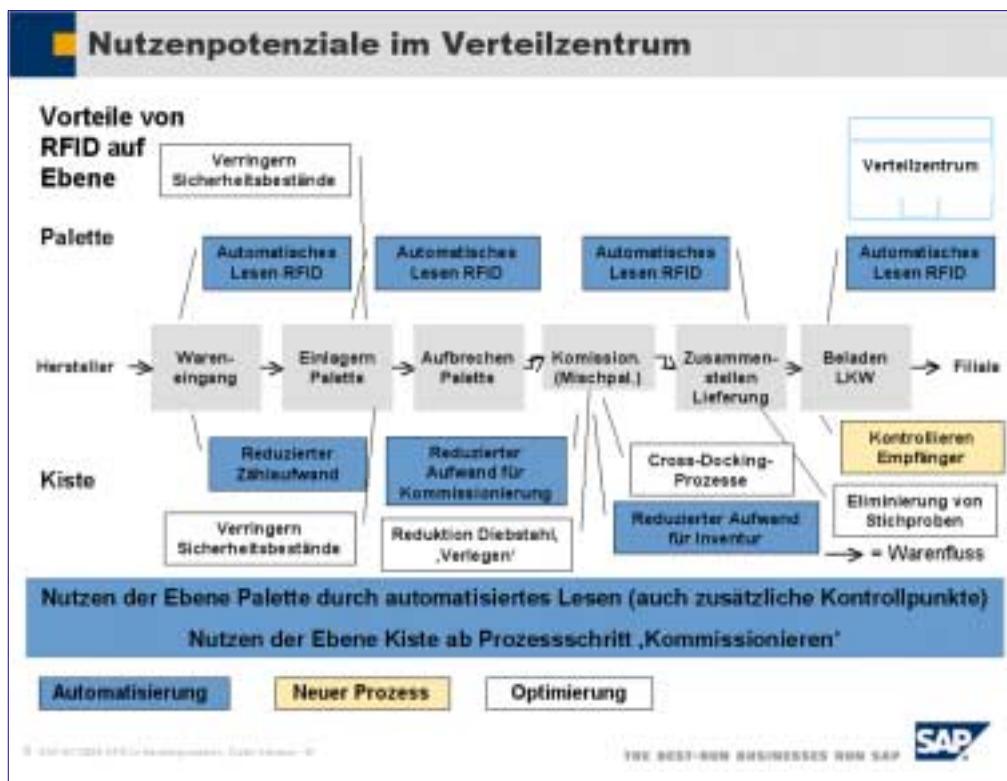 Nutzenpotenziale im Verteilzentrum
Vorteile von
RFID auf
Ebene
Verringern
Sicherheitsbestände
Verteilzentrum
Palette
Automatisches
Lesen RFID
Automatisches
Lesen RFID
Automatisches
Lesen RFID
Automatisches
Lesen RFID
Hersteller
Waren-
eingang
Einlagern
Palette
Aufbrechen
Palette
Komission.
(Mischpal.)
Zusammen-
stellen
Lieferung
Beladen
LKW
Filiale
Kiste
Reduzierter
Zählaufwand
Reduzierter
Aufwand für
Kommissionierung
Cross-Docking-
Prozesse
Kontrollieren
Empfänger
Verringern
Sicherheitsbestände
Reduktion Diebstahl,
‚Verlegen‘
Reduzierter Aufwand
für Inventur
Eliminierung von
Stichproben
= Warenfluss
Nutzen der Ebene Palette durch automatisiertes Lesen (auch zusätzliche Kontrollpunkte)
Nutzen der Ebene Kiste ab Prozessschritt ‚Kommissionieren‘
Automatisierung
Neuer Prozess
Optimierung
THE BEST-RUN BUSINESSES RUN SAP
SAP